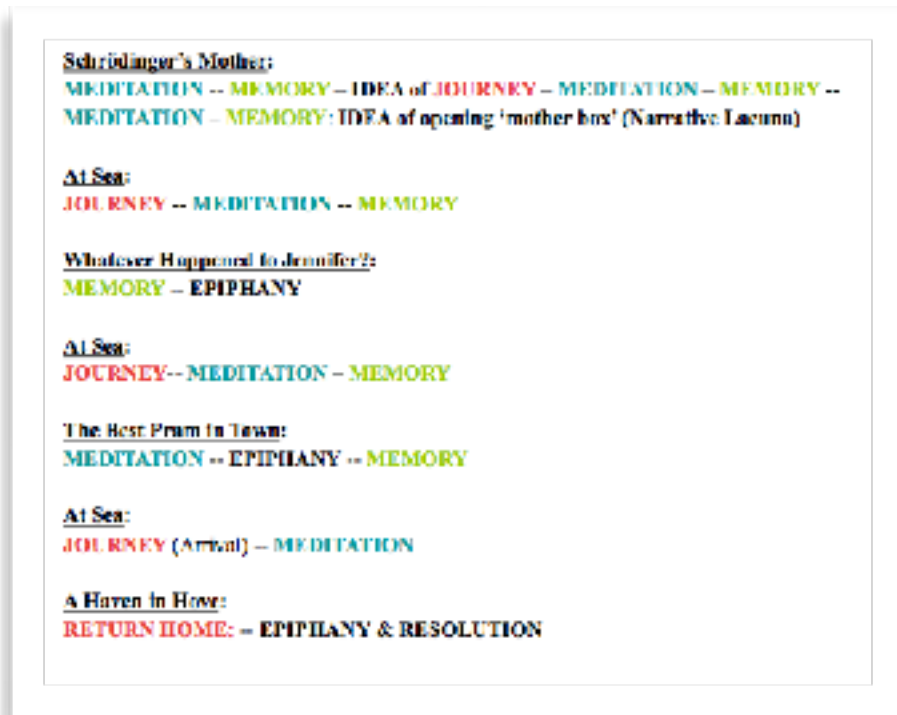 Schrödinger's Mother:
MEDITATION -- MEMORY – IDEA of JOURNEY – MEDITATION – MEMORY --
MEDITATION – MEMORY: IDEA of opening 'mother box' (Narrative Lacuna)
At Sea:
JOURNEY -- MEDITATION -- MEMORY
Whatever Happened to Jennifer?:
MEMORY – EPIPHANY
At Sea:
JOURNEY-- MEDITATION – MEMORY
The Best Pram in Town:
MEDITATION -- EPIPHANY -- MEMORY
At Sea:
JOURNEY (Arrival) – MEDITATION
A Haven in Hove:
RETURN HOME: – EPIPHANY & RESOLUTION